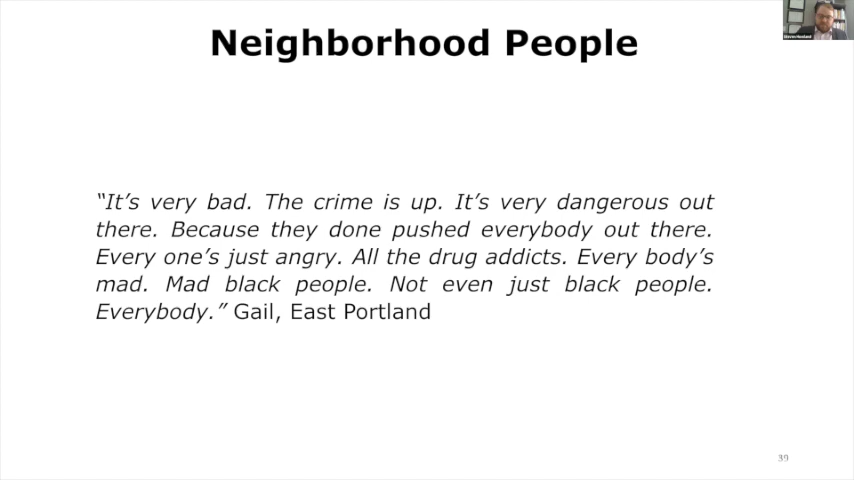 Neighborhood People
“It’s very bad. The crime is up. It’s very dangerous out
there. Because they done pushed everybody out there.
Every one’s just angry. All the drug addicts. Every body’s
mad. Mad black people. Not even just black people.
Everybody.” Gail, East Portland
39